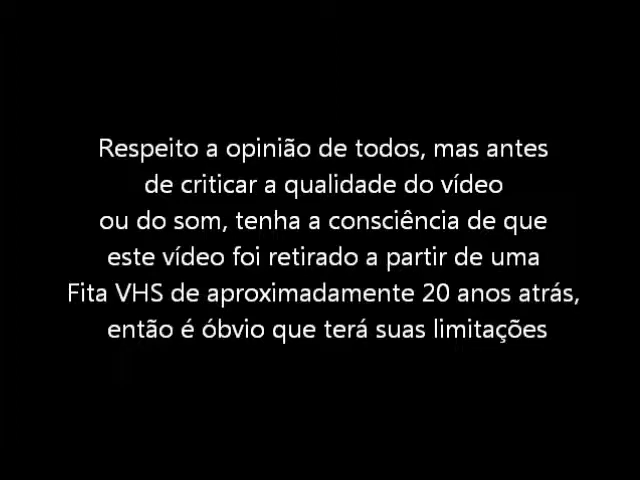 Respeito a opinião de todos, mas antes
de criticar a qualidade do vídeo
ou do som, tenha a consciência de que
este vídeo foi retirado a partir de uma
Fita VHS de aproximadamente 20 anos atrás,
então é óbvio que terá suas limitações